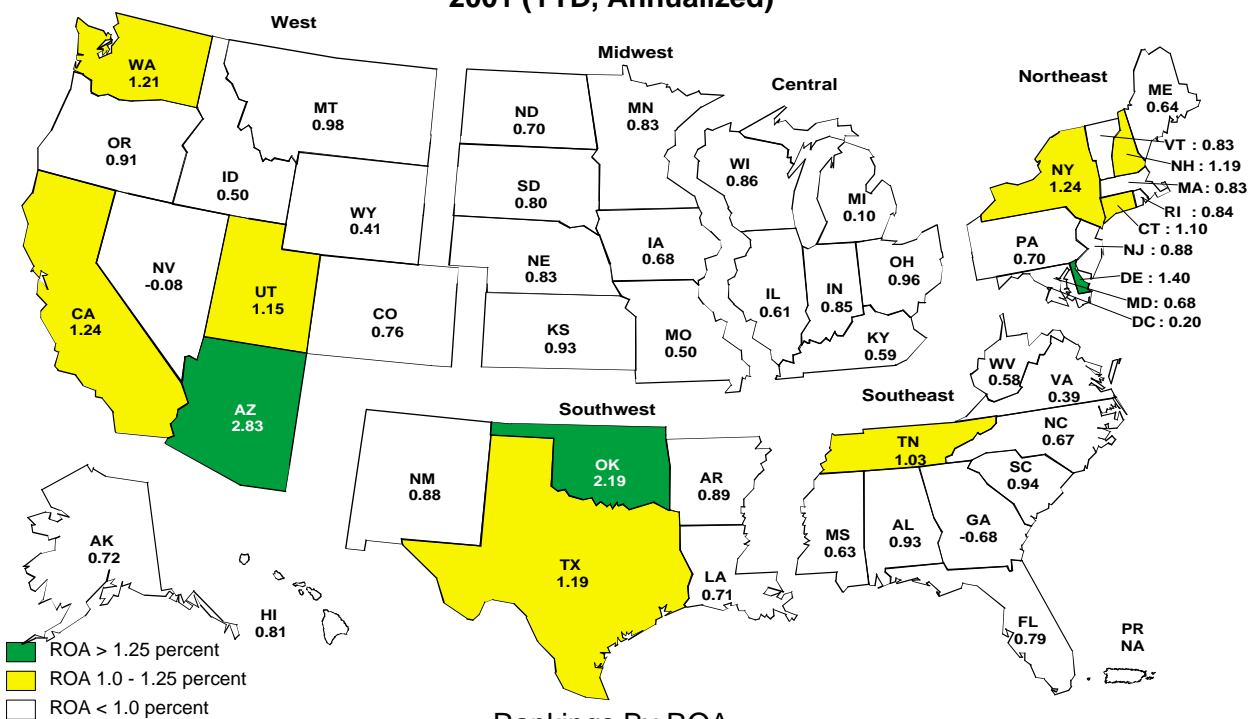 2001 (YTD, Annualized)
West
Midwest
Central
Northeast
WA
1.21
OR
0.91
MT
0.98
ID
0.50
WY
0.41
NV
-0.08
UT
1.15
CO
0.76
CA
1.24
AZ
2.83
ND
0.70
MN
0.83
SD
0.80
NE
0.83
IA
0.68
KS
0.93
MO
0.50
WI
0.86
MI
0.10
IL
0.61
IN
0.85
OH
0.96
KY
0.59
ME
0.64
VT : 0.83
NH : 1.19
MA: 0.83
RI : 0.84
CT : 1.10
NJ : 0.88
DE : 1.40
MD: 0.68
DC : 0.20
NY
1.24
PA
0.70
Southwest
Southeast
NM
0.88
OK
2.19
AR
0.89
TX
1.19
LA
0.71
WV
0.58
VA
0.39
TN
1.03
NC
0.67
SC
0.94
MS
0.63
AL
0.93
GA
-0.68
FL
0.79
PR
NA
AK
0.72
HI
0.81
ROA > 1.25 percent
ROA 1.0 - 1.25 percent
ROA < 1.0 percent
Rankings By ROA